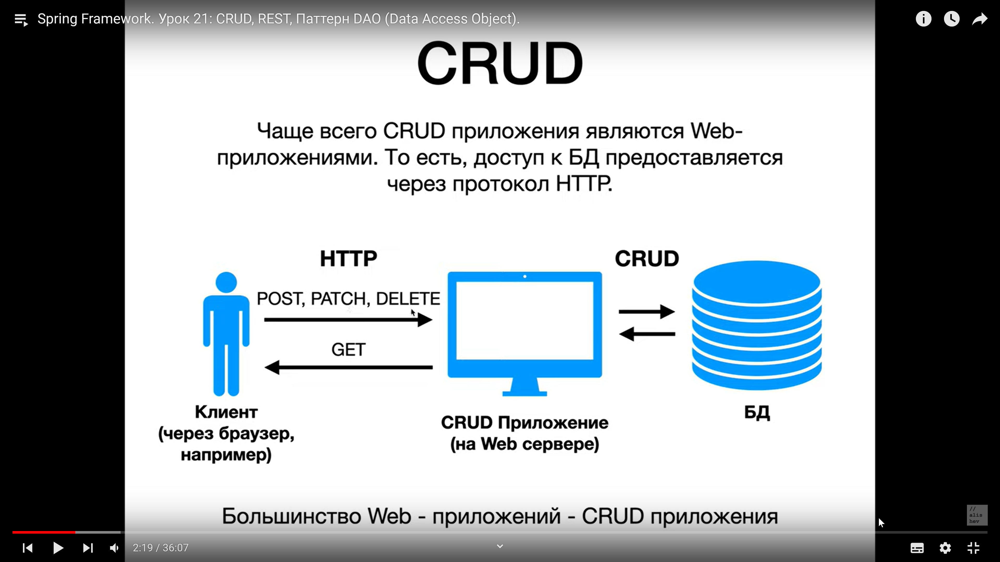 Spring Framework. Урок 21: CRUD, REST, Паттерн DAO (Data Access Object).
CRUD
Чаще всего CRUD приложения являются Web-
приложениями. То есть, доступ к БД предоставляется
через протокол HTTP.
HTTP
CRUD
POST, PATCH, DELETE
GET
Клиент
(через браузер,
например)
CRUD Приложение
(на Web сервере)
БД
Большинство Web - приложений - CRUD приложения
//
alis
hev
2:19 / 36:07